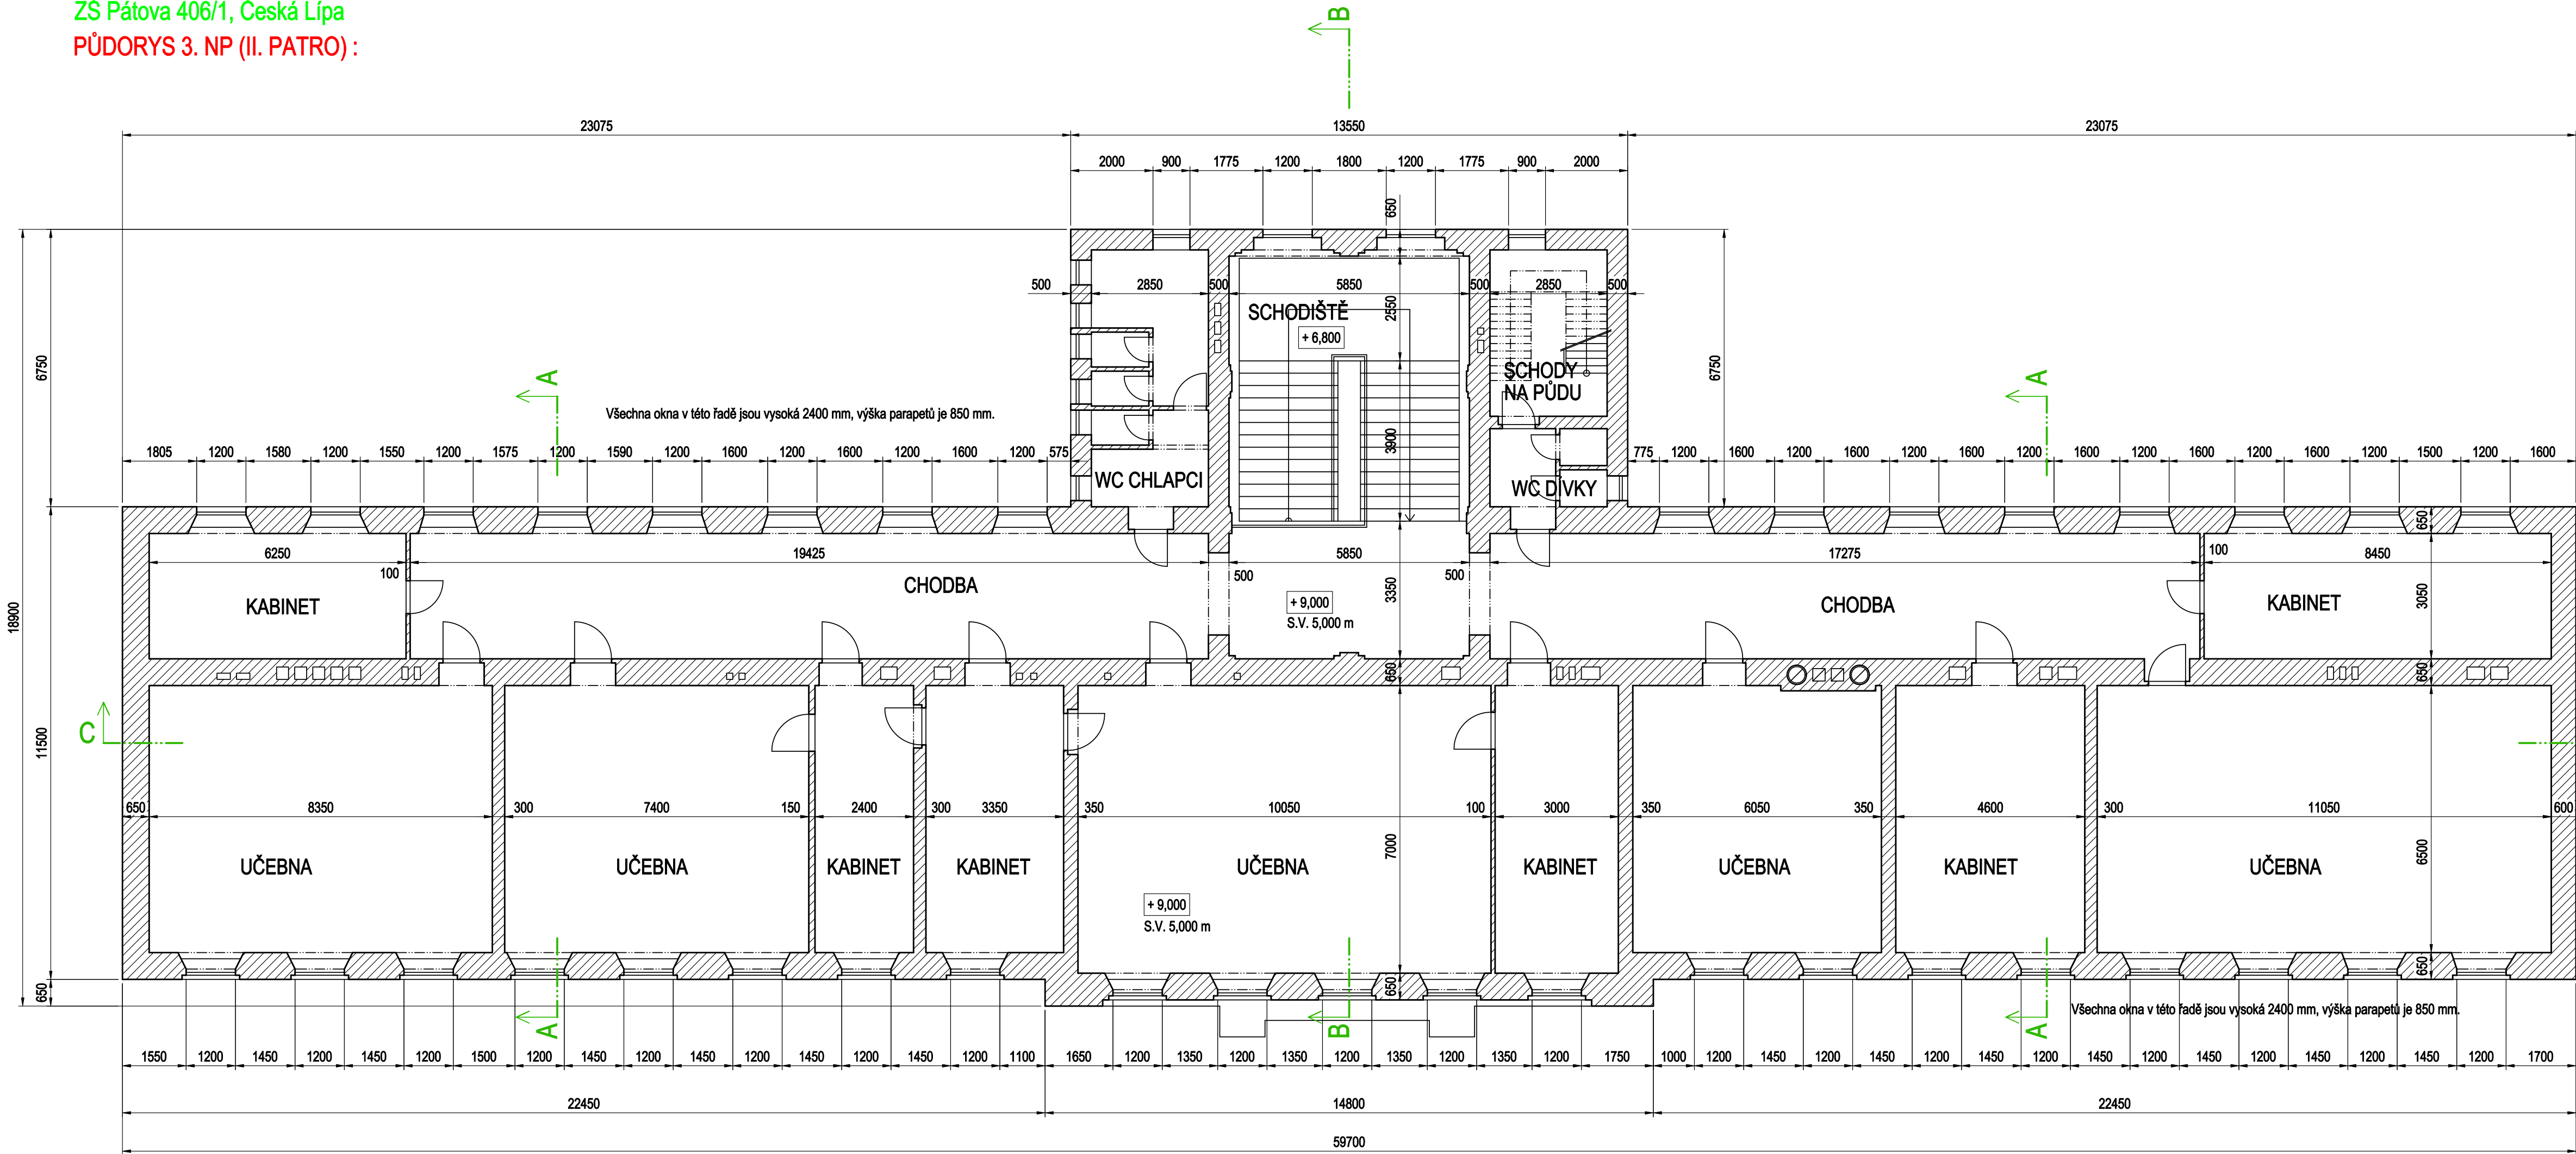 ZŠ Pátova 406/1, Česká Lípa
PŮDORYS 3. NP (II. PATRO) :
B
23075 13550 23075
2000 900 1775 1200 1800 1200 1775 900 2000
650
500 2850 500 5850 500 2850 500
SCHODIŠTĚ
+ 6,800
2550
6750
6750
SCHODY
NA PŮDU
A
A
Všechna okna v této řadě jsou vysoká 2400 mm, výška parapetů je 850 mm.
3900
1805 1200 1580 1200 1550 1200 1575 1200 1590 1200 1600 1200 1600 1200 1600 1200 575
775 1200 1600 1200 1600 1200 1600 1200 1600 1200 1600 1200 1600 1200 1500 1200 1600
WC CHLAPCI
WC DÍVKY
650
6250 19425 5850 17275 100 8450
100 500 500
CHODBA
KABINET
+ 9,000
S.V. 5,000 m
3350
CHODBA
KABINET
3050
18900
650
650
C
11500
650 8350 300 7400 150 2400 300 3350 350 10050 100 3000 350 6050 350 4600 300 11050 600
7000
6500
UČEBNA UČEBNA KABINET KABINET UČEBNA KABINET UČEBNA KABINET UČEBNA
+ 9,000
S.V. 5,000 m
650
650
650
Všechna okna v této řadě jsou vysoká 2400 mm, výška parapetů je 850 mm.
A
B
A
1550 1200 1450 1200 1450 1200 1500 1200 1450 1200 1450 1200 1450 1200 1450 1200 1100 1650 1200 1350 1200 1350 1200 1350 1200 1350 1200 1750 1000 1200 1450 1200 1450 1200 1450 1200 1450 1200 1450 1200 1450 1200 1450 1200 1700
22450 14800 22450
59700